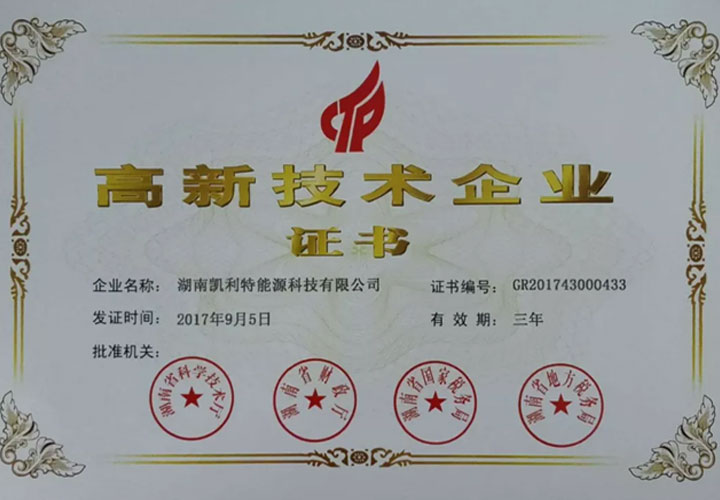 CTP
高新技术企业
证书
企业名称： 湖南凯利特能源科技有限公司 证书编号： GR201743000433
发证时间： 2017年9月5日 有 效 期： 三年
批准机关：
湖南省科学技术厅 湖南省财政厅 湖南省国家税务局 湖南省地方税务局